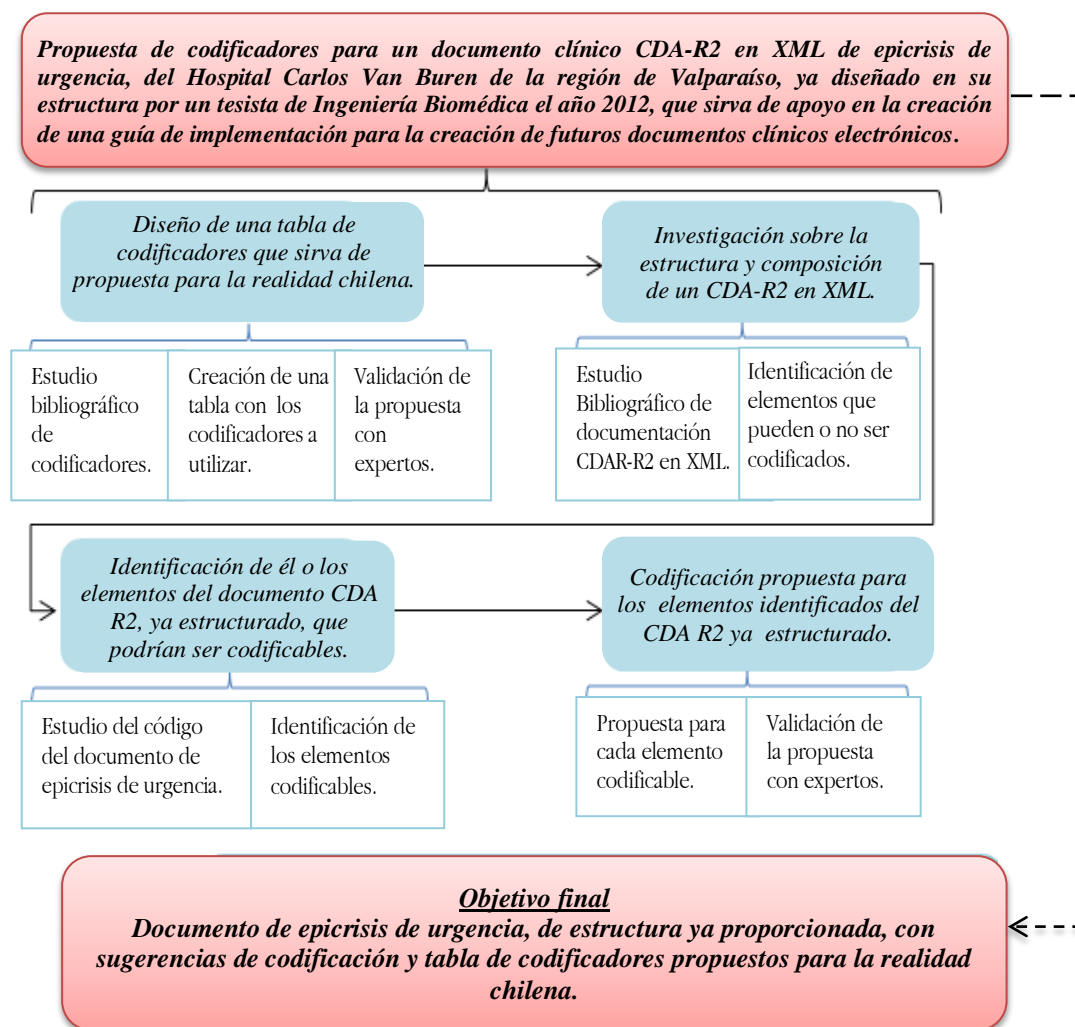 Propuesta de codificadores para un documento clínico CDA-R2 en XML de epicrisis de
urgencia, del Hospital Carlos Van Buren de la región de Valparaíso, ya diseñado en su
estructura por un tesista de Ingeniería Biomédica el año 2012, que sirva de apoyo en la creación
de una guía de implementación para la creación de futuros documentos clínicos electrónicos.
Diseño de una tabla de
codificadores que sirva de
propuesta para la realidad chilena.
Investigación sobre la
estructura y composición
de un CDA-R2 en XML.
Estudio
bibliográfico
de
codificadores.
Creación de una
tabla con los
codificadores a
utilizar.
Validación de
la propuesta
con
expertos.
Estudio
Bibliográfico de
documentación
CDAR-R2 en XML.
Identificación de
elementos que
pueden o no ser
codificados.
Identificación de él o los
elementos del documento CDA
R2, ya estructurado, que
podrían ser codificables.
Codificación propuesta para
los elementos identificados del
CDA R2 ya estructurado.
Estudio del código
del documento de
epicrisis de urgencia.
Identificación de
los elementos
codificables.
Propuesta para
cada elemento
codificable.
Validación de
la propuesta
con expertos.
Objetivo final
Documento de epicrisis de urgencia, de estructura ya proporcionada, con
sugerencias de codificación y tabla de codificadores propuestos para la realidad
chilena.